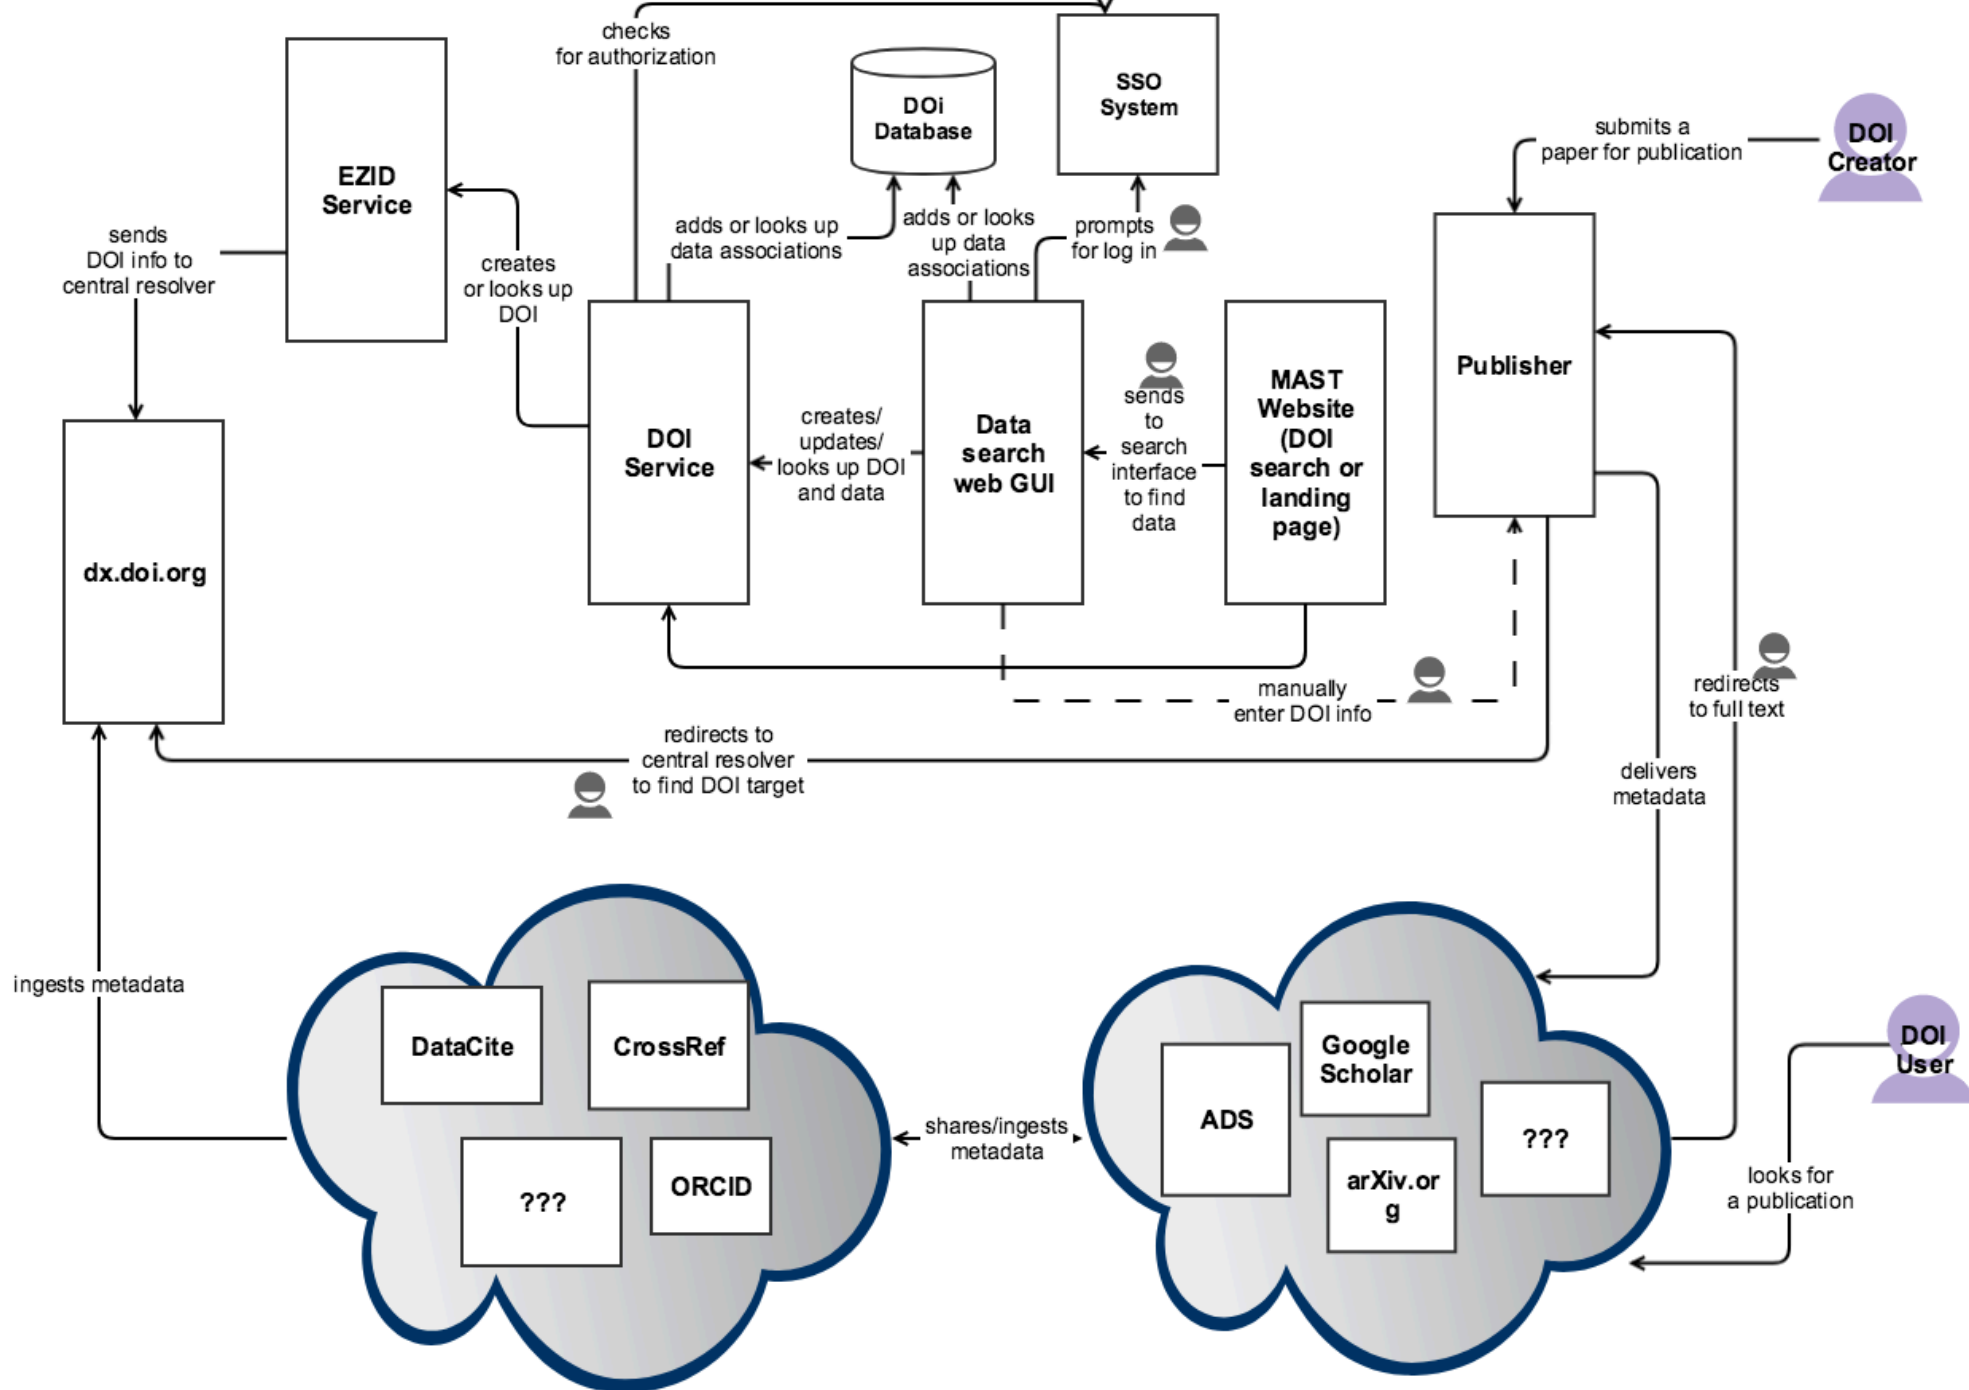 checks
for authorization
SSO
System
DOi
Database
DOI
Creator
submits a
paper for publication
EZID
Service
sends
DOI info to
central resolver
creates
or looks up
DOI
adds or looks up
data associations
adds or looks
up data
associations
prompts
for log in
Publisher
DOI
Service
creates/
updates/
looks up DOI
and data
Data
search
web GUI
sends
to
search
interface
to find
data
MAST
Website
(DOI
search or
landing
page)
dx.doi.org
manually
enter DOI info
redirects
to full text
redirects to
central resolver
to find DOI target
delivers
metadata
ingests metadata
DataCite
CrossRef
???
ORCID
shares/ingests
metadata
ADS
Google
Scholar
arXiv.or
g
???
DOI
User
looks for
a publication